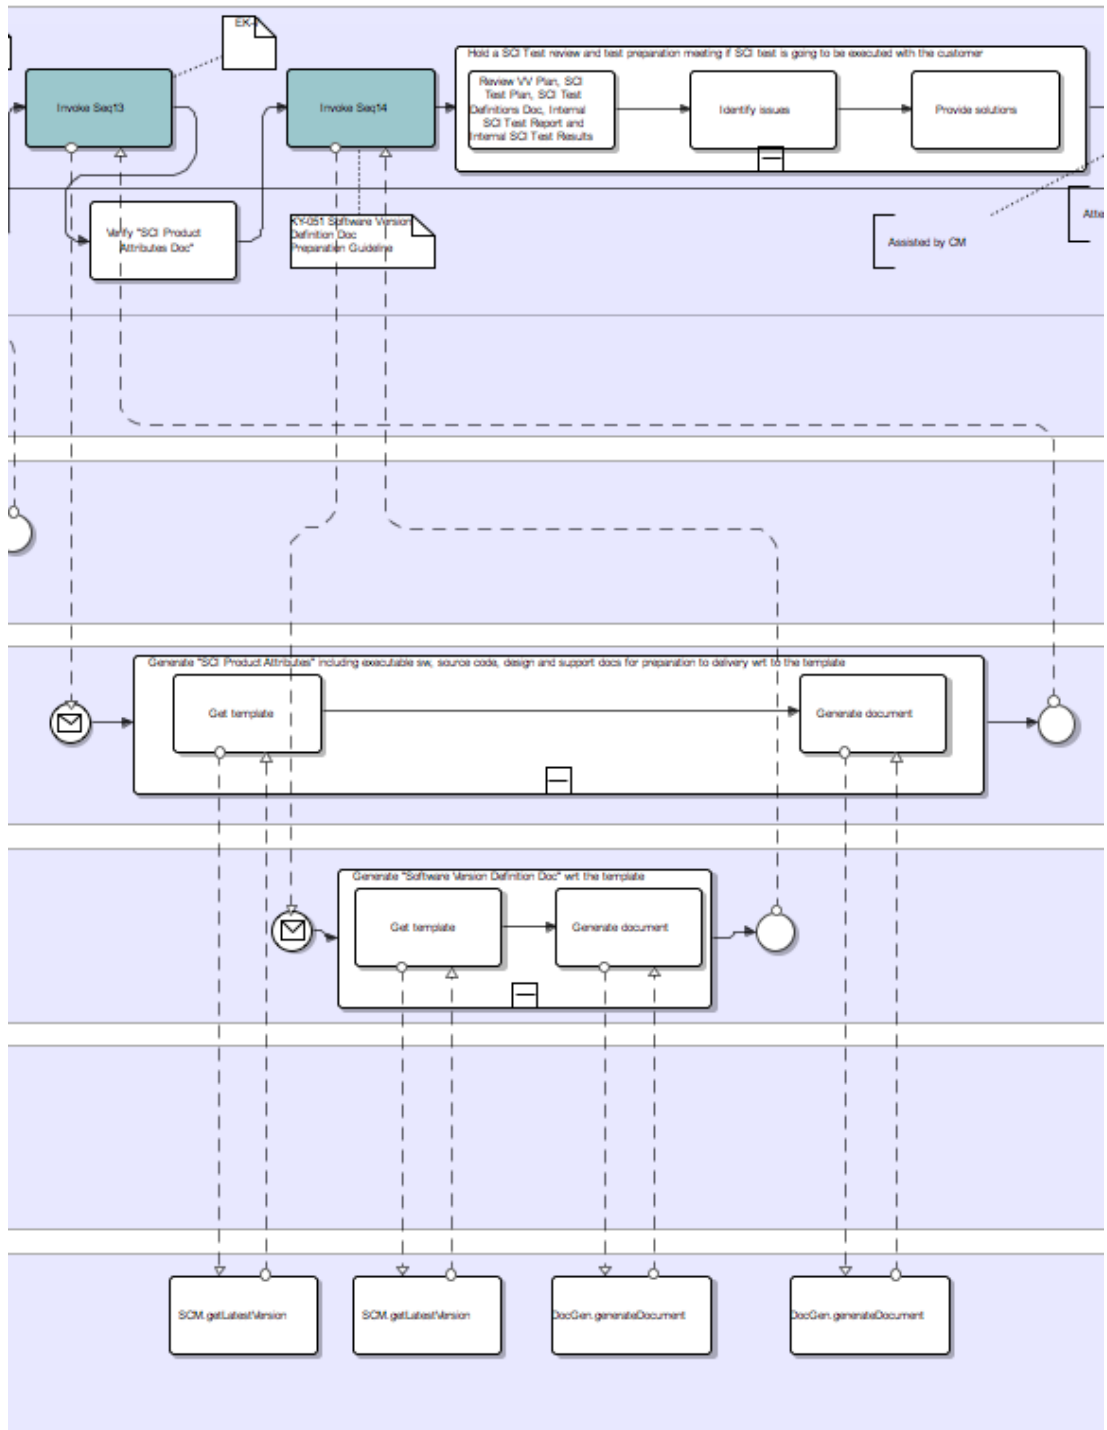 EK-
Hold a SCI Test review and test preparation meeting if SCI test is going to be executed with the customer
Invoke Seq13
Invoke Seq14
Review VV Plan, SCI
Test Plan, SCI Test
Definitions Doc, Internal
SCI Test Report and
Internal SCI Test Results
Identify issues
Provide solutions
Verify "SCI Product
Attributes Doc"
KY-051 Software Version
Definition Doc
Preparation Guideline
Assisted by CM
Atte
Generate "SCI Product Attributes" including executable sw, source code, design and support docs for preparation to delivery wrt to the template
Get template
Generate document
Generate "Software Version Definition Doc" wrt the template
Get template
Generate document
SCM.getLatestVersion
SCM.getLatestVersion
DocGen.generateDocument
DocGen.generateDocument